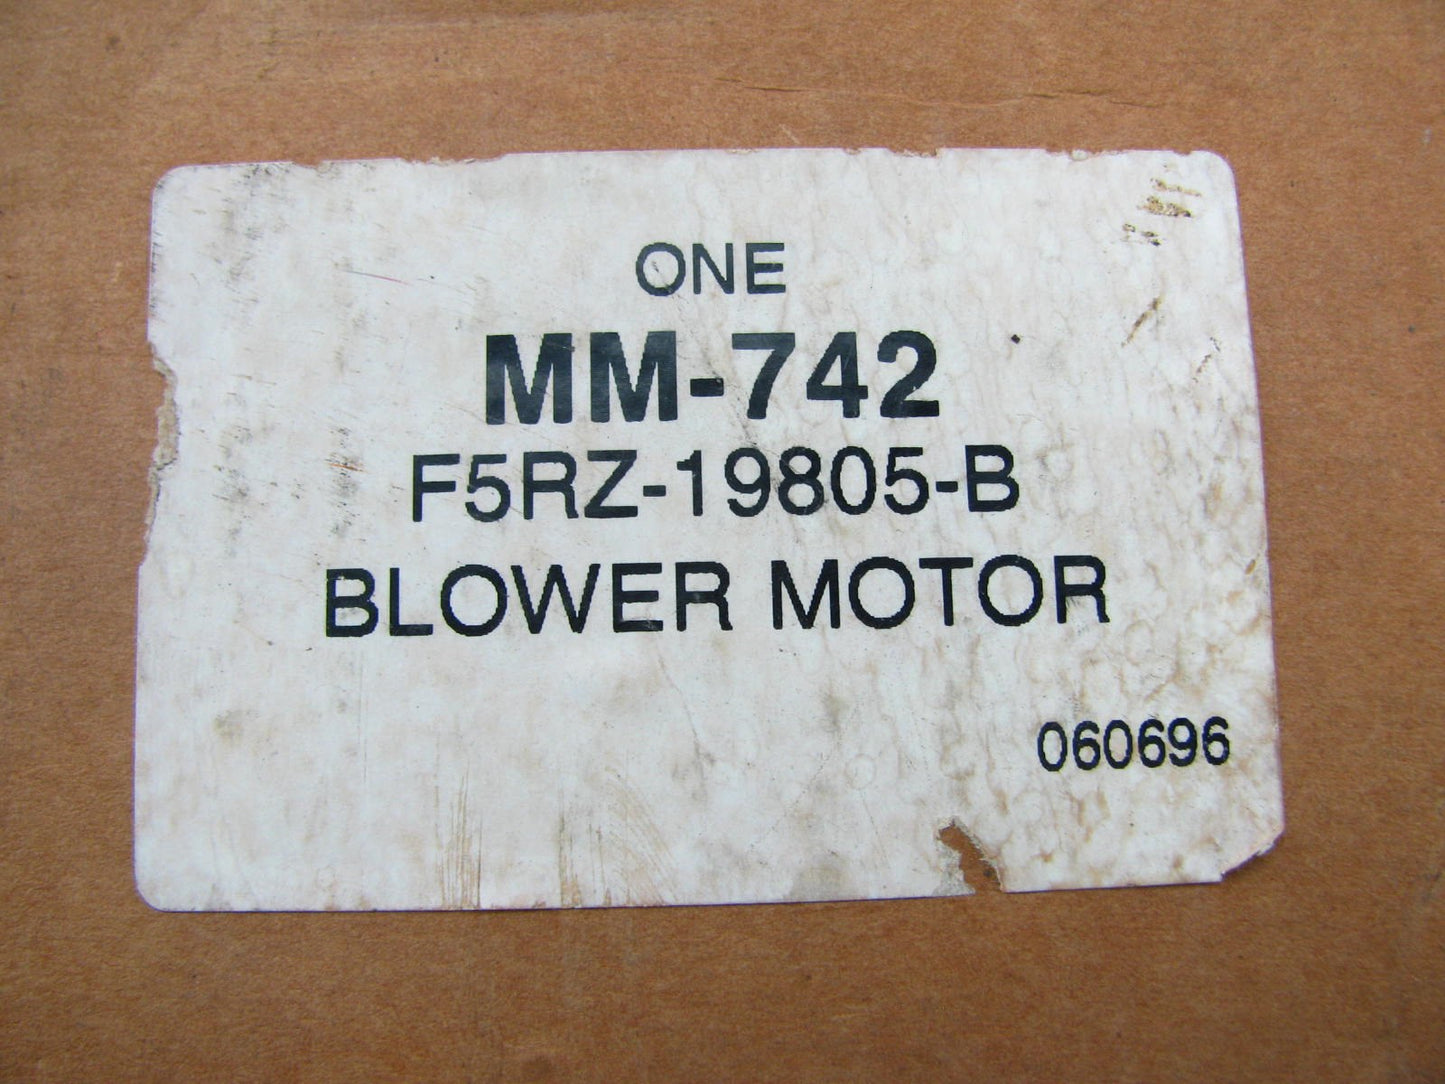 ONE
MM-742
F5RZ-19805-B
BLOWER MOTOR
060696